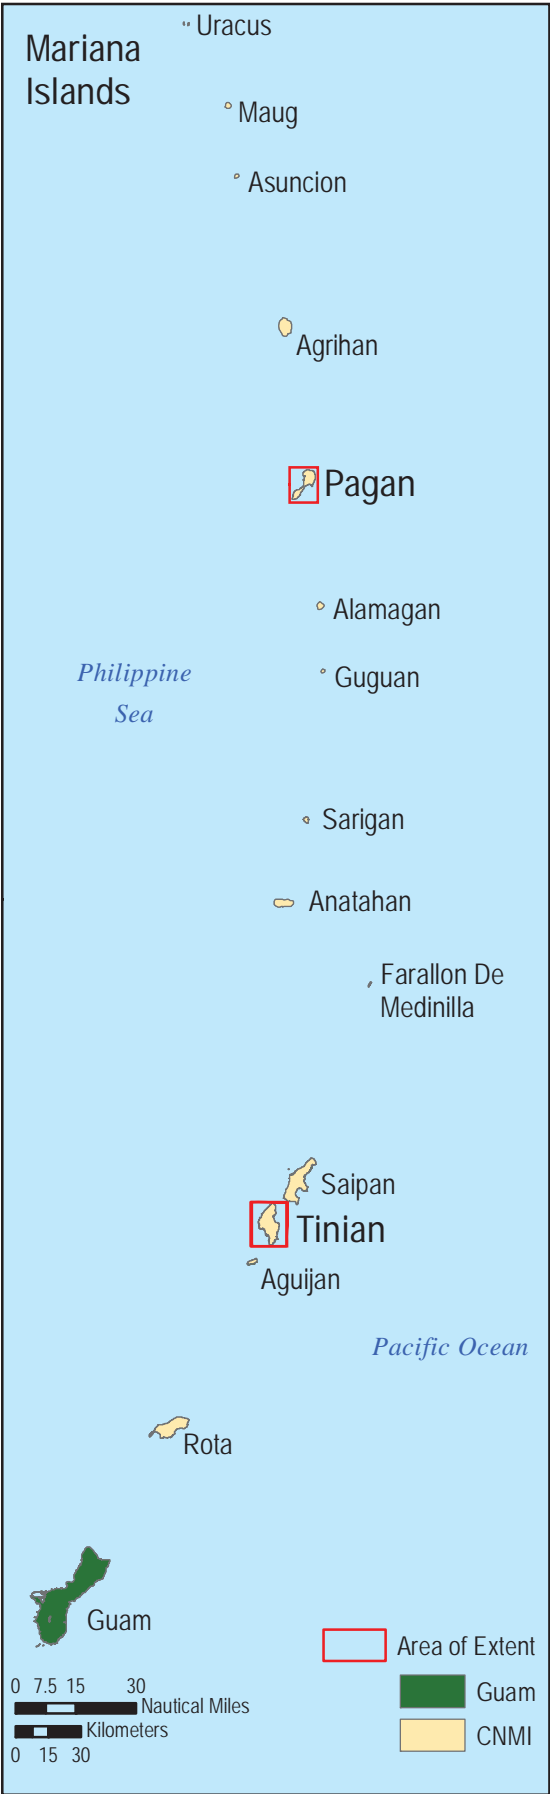 Uracus
Mariana
Islands
Maug
Asuncion
Agrihan
Pagan
Alamagan
Philippine
Sea
Guguan
Sarigan
Anatahan
Farallon De
Medinilla
Saipan
Tinian
Aguijan
Pacific Ocean
Rota
Guam
Area of Extent
Guam
CNMI
0 7.5 15 30
Nautical Miles
Kilometers
0 15 30